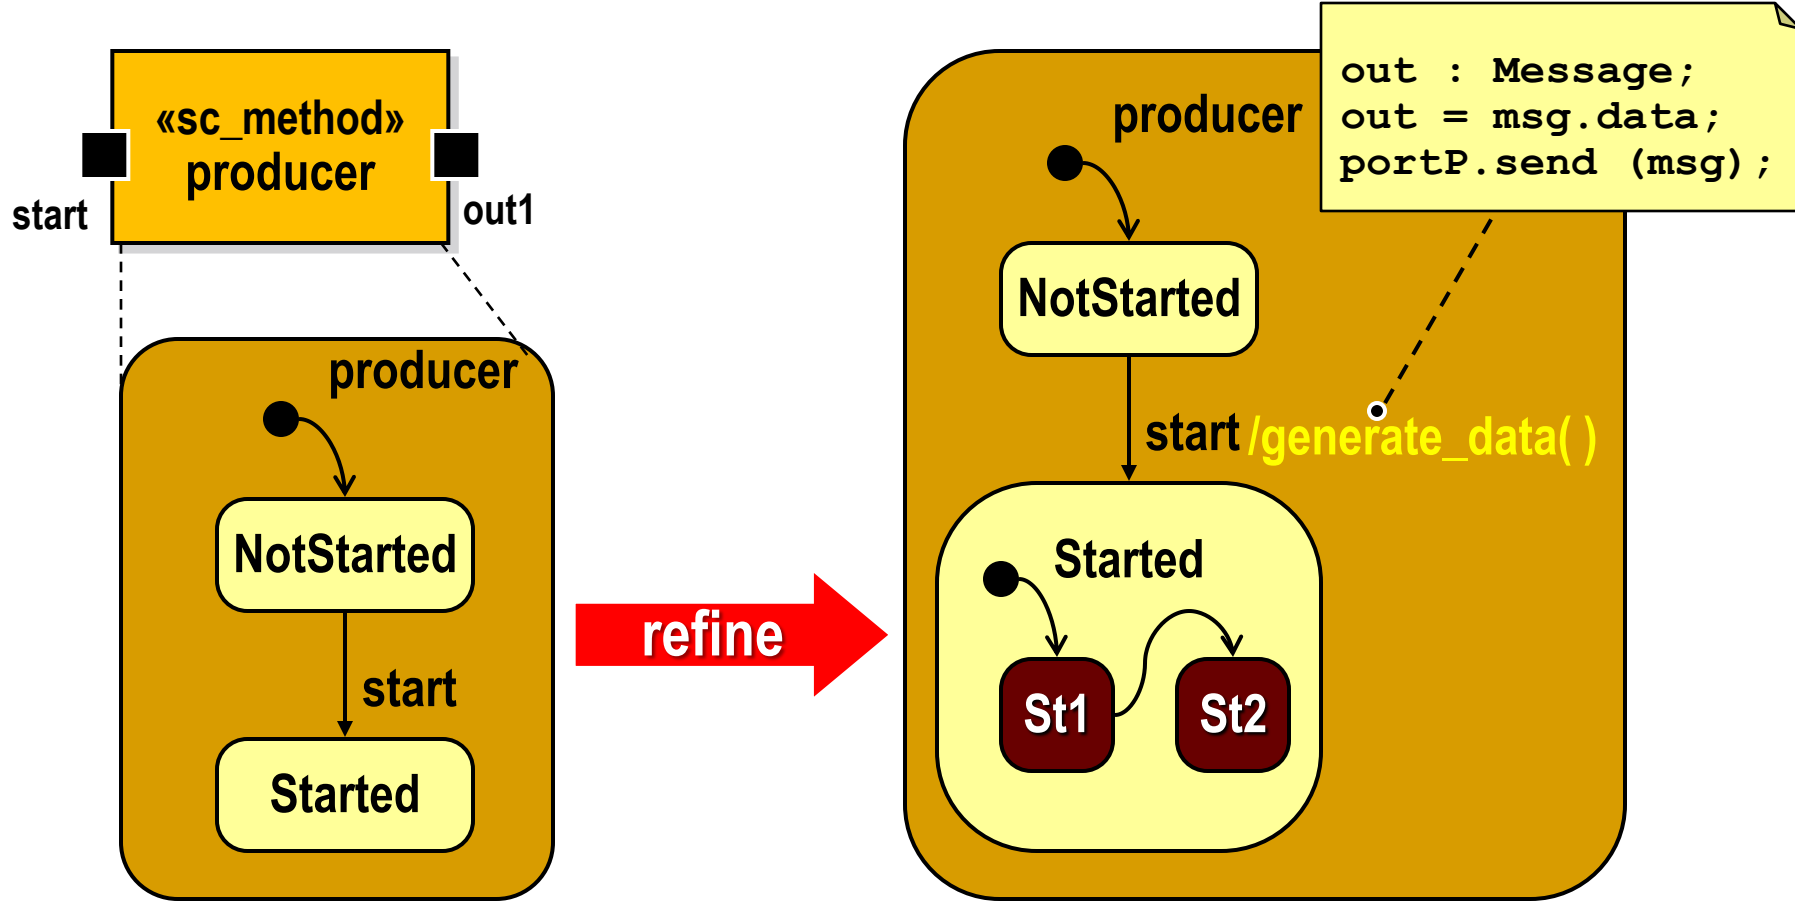 «sc_method»
producer
start
out1
producer
NotStarted
start
Started
refine
producer
out : Message;
out = msg.data;
portP.send (msg);
NotStarted
start /generate_data( )
Started
St1
St2